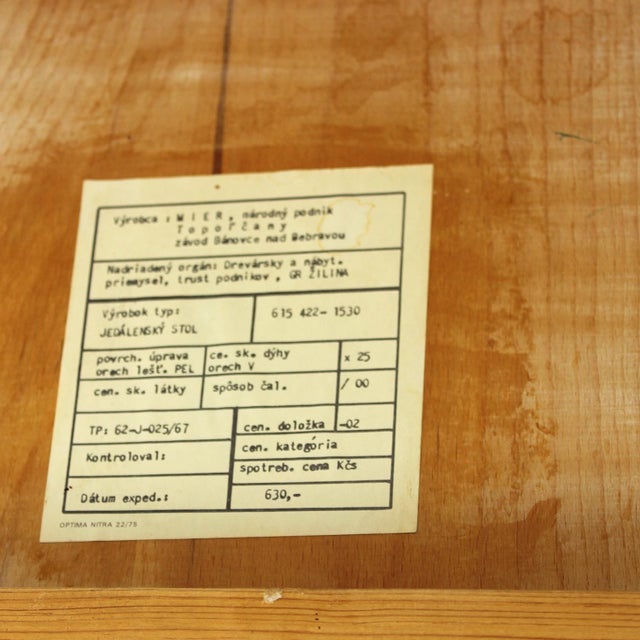 Výrobca : M I E R , národný podnik
T o p o ľ č a n y
závod Bánovce nad Bebravou
Nadriadený orgán: Drevársky a nábyt.
priemysel, trust podnikov , GR ŽILINA
Výrobok typ: 615 422- 1530
JEDÁLENSKÝ STOL
povrch. úprava ce. sk. dýhy x 25
orech lešť. PEL orech V
cen. sk. látky spôsob čal. / 00
TP: 62-J-025/67 cen. doložka -02
Kontroloval: cen. kategória
spotreb. cena Kčs
Dátum exped.: 630,-
OPTIMA NITRA 22/75